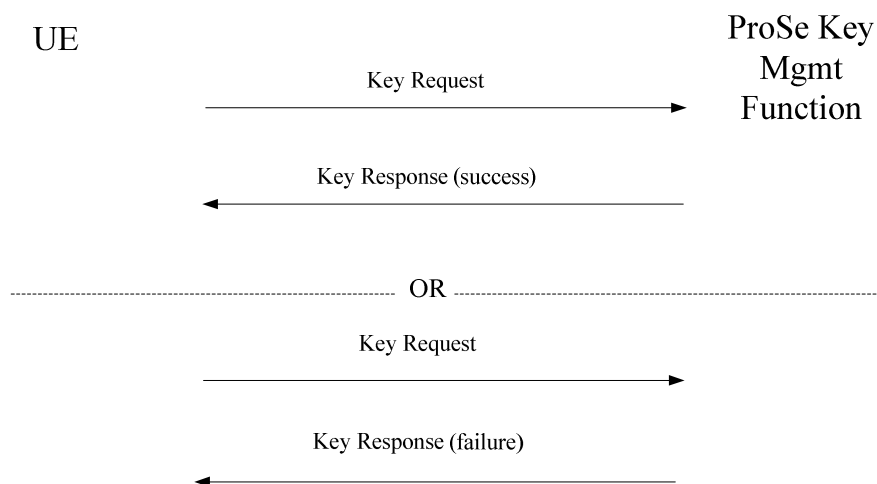 UE
ProSe Key
Mgmt
Function
Key Request
Key Response (success)
OR
Key Request
Key Response (failure)